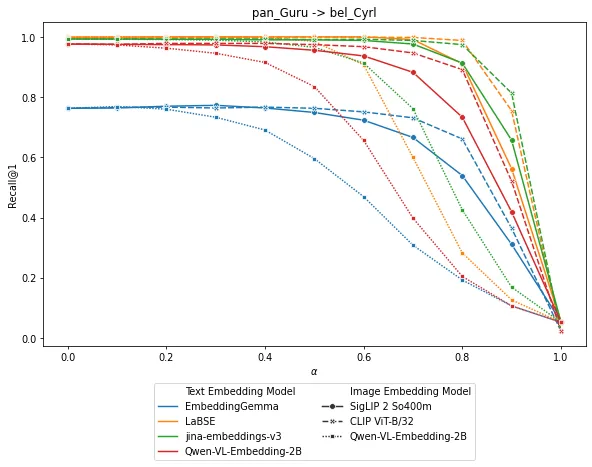 pan_Guru -> bel_Cyrl
Recall@1
1.0
0.8
0.6
0.4
0.2
0.0
0.0 0.2 0.4 0.6 0.8 1.0
α
Text Embedding Model
EmbeddingGemma
LaBSE
jina-embeddings-v3
Qwen-VL-Embedding-2B
Image Embedding Model
SigLIP 2 So400m
CLIP ViT-B/32
Qwen-VL-Embedding-2B